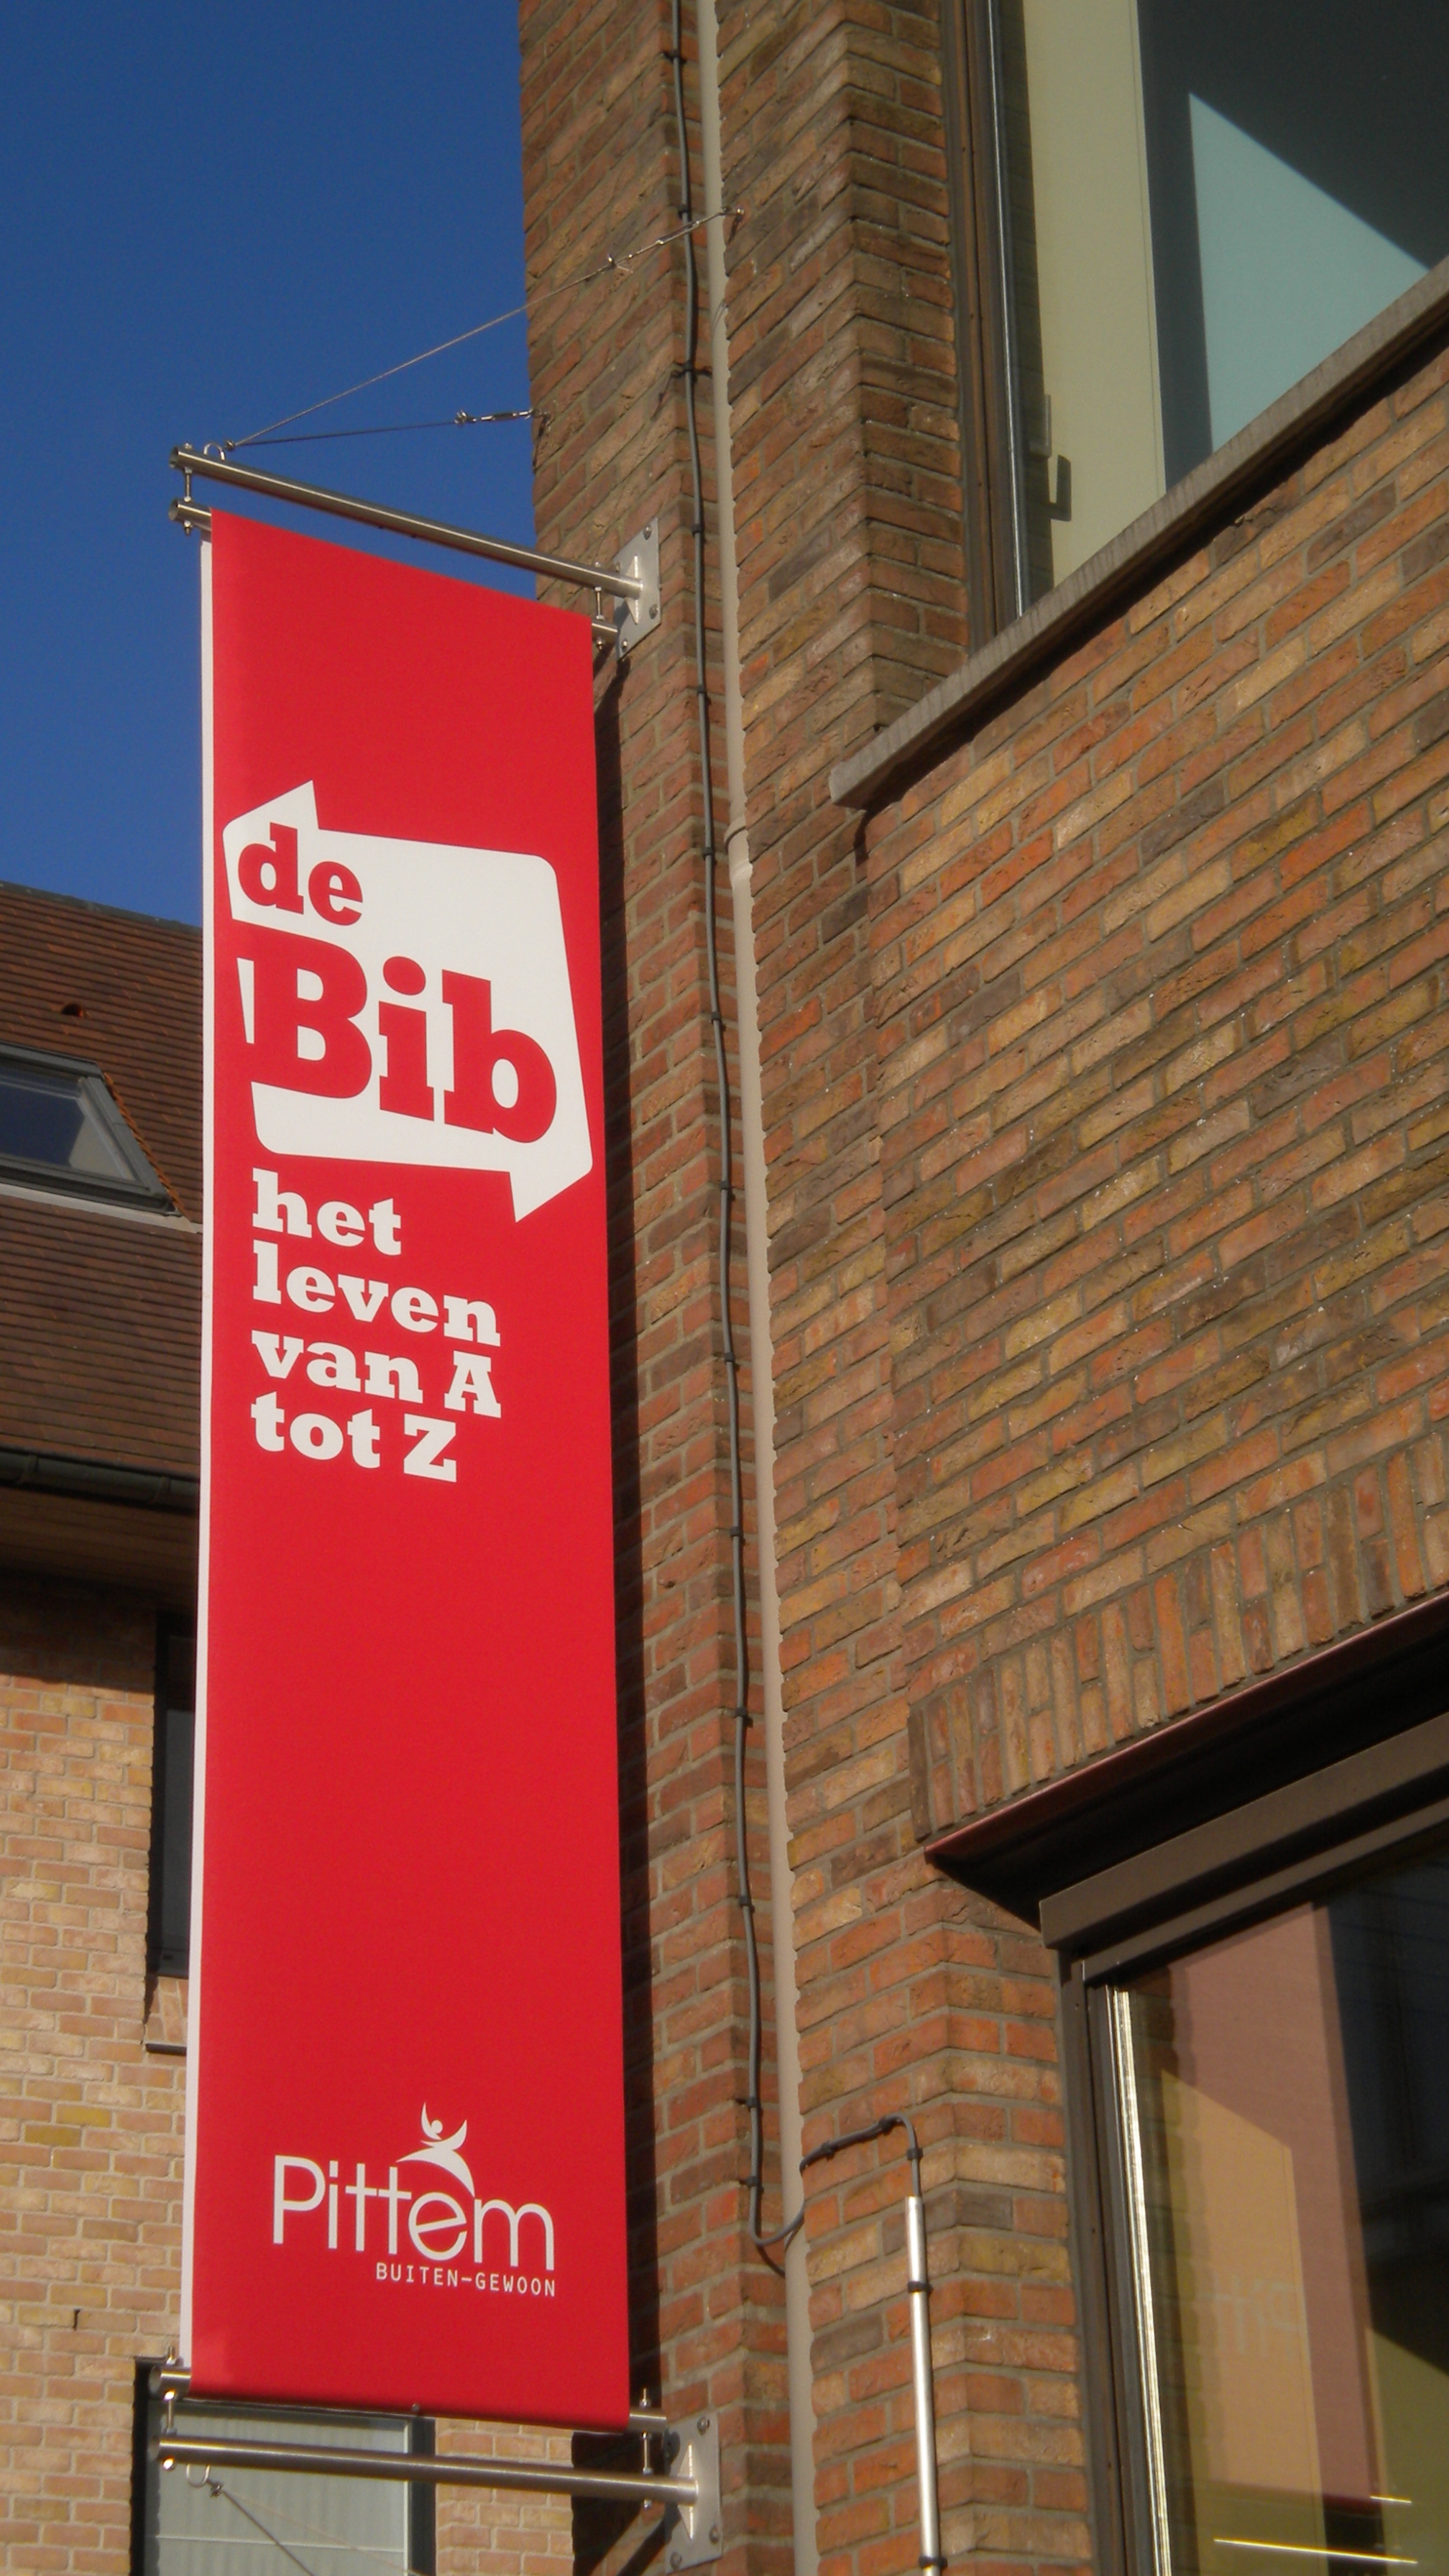 de
Bib
het
leven
van A
tot Z
Pittem
BUITEN-GEWOON